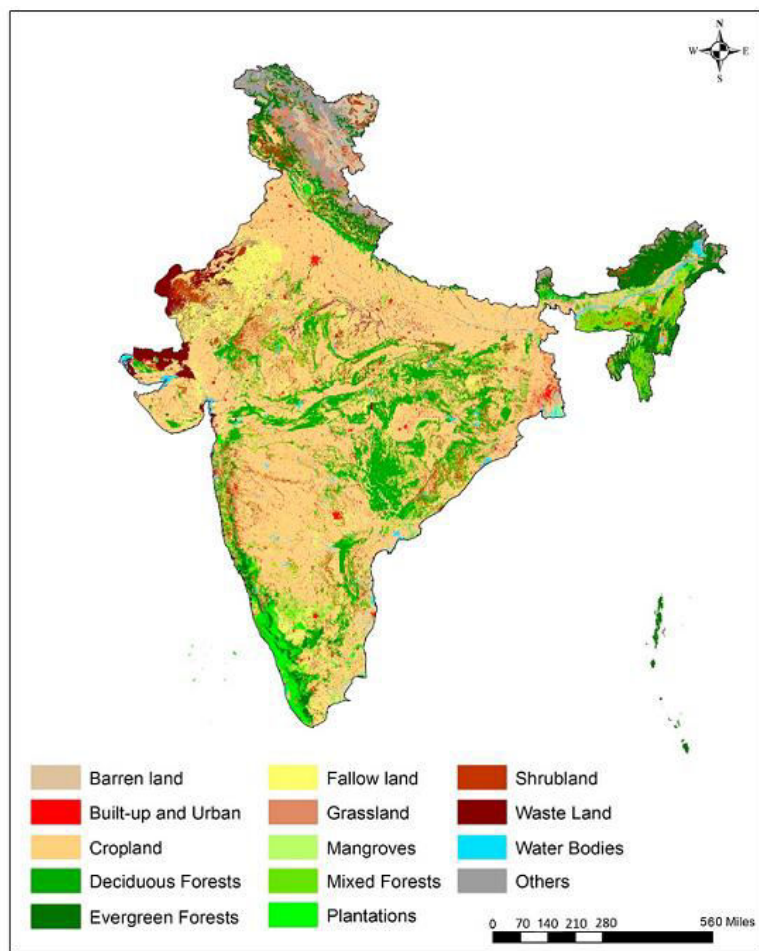 N
W E
S
Barren land
Built-up and Urban
Cropland
Deciduous Forests
Evergreen Forests
Fallow land
Grassland
Mangroves
Mixed Forests
Plantations
Shrubland
Waste Land
Water Bodies
Others
0 70 140 210 280 560 Miles